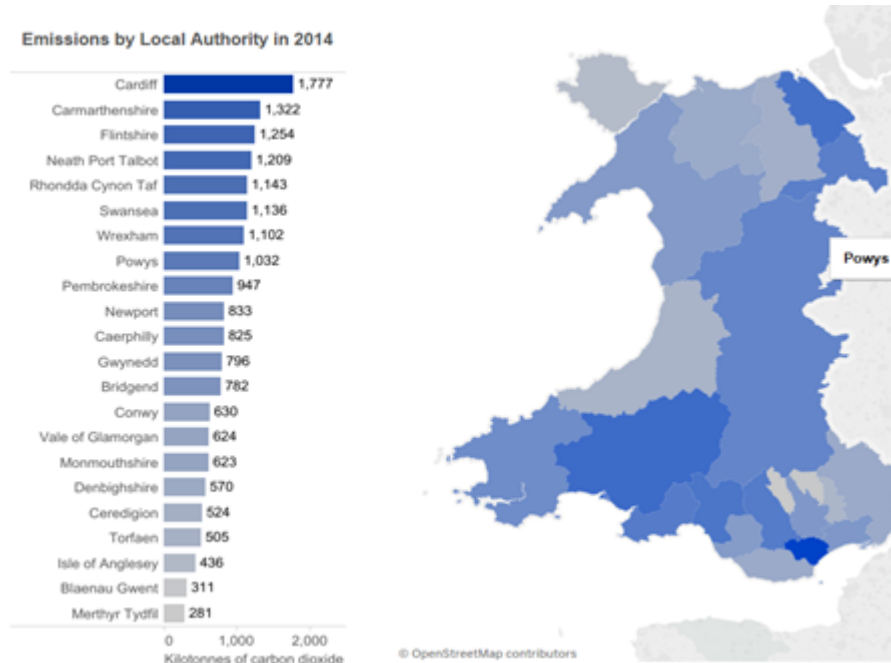 Emissions by Local Authority in 2014
Cardiff 1,777
Carmarthenshire 1,322
Flintshire 1,254
Neath Port Talbot 1,209
Rhondda Cynon Taf 1,143
Swansea 1,136
Wrexham 1,102
Powys 1,032
Pembrokeshire 947
Newport 833
Caerphilly 825
Gwynedd 796
Bridgend 782
Conwy 630
Vale of Glamorgan 624
Monmouthshire 623
Denbighshire 570
Ceredigion 524
Torfaen 505
Isle of Anglesey 436
Blaenau Gwent 311
Merthyr Tydfil 281
0 1,000 2,000
Kilotonnes of carbon dioxide
Powys
© OpenStreetMap contributors